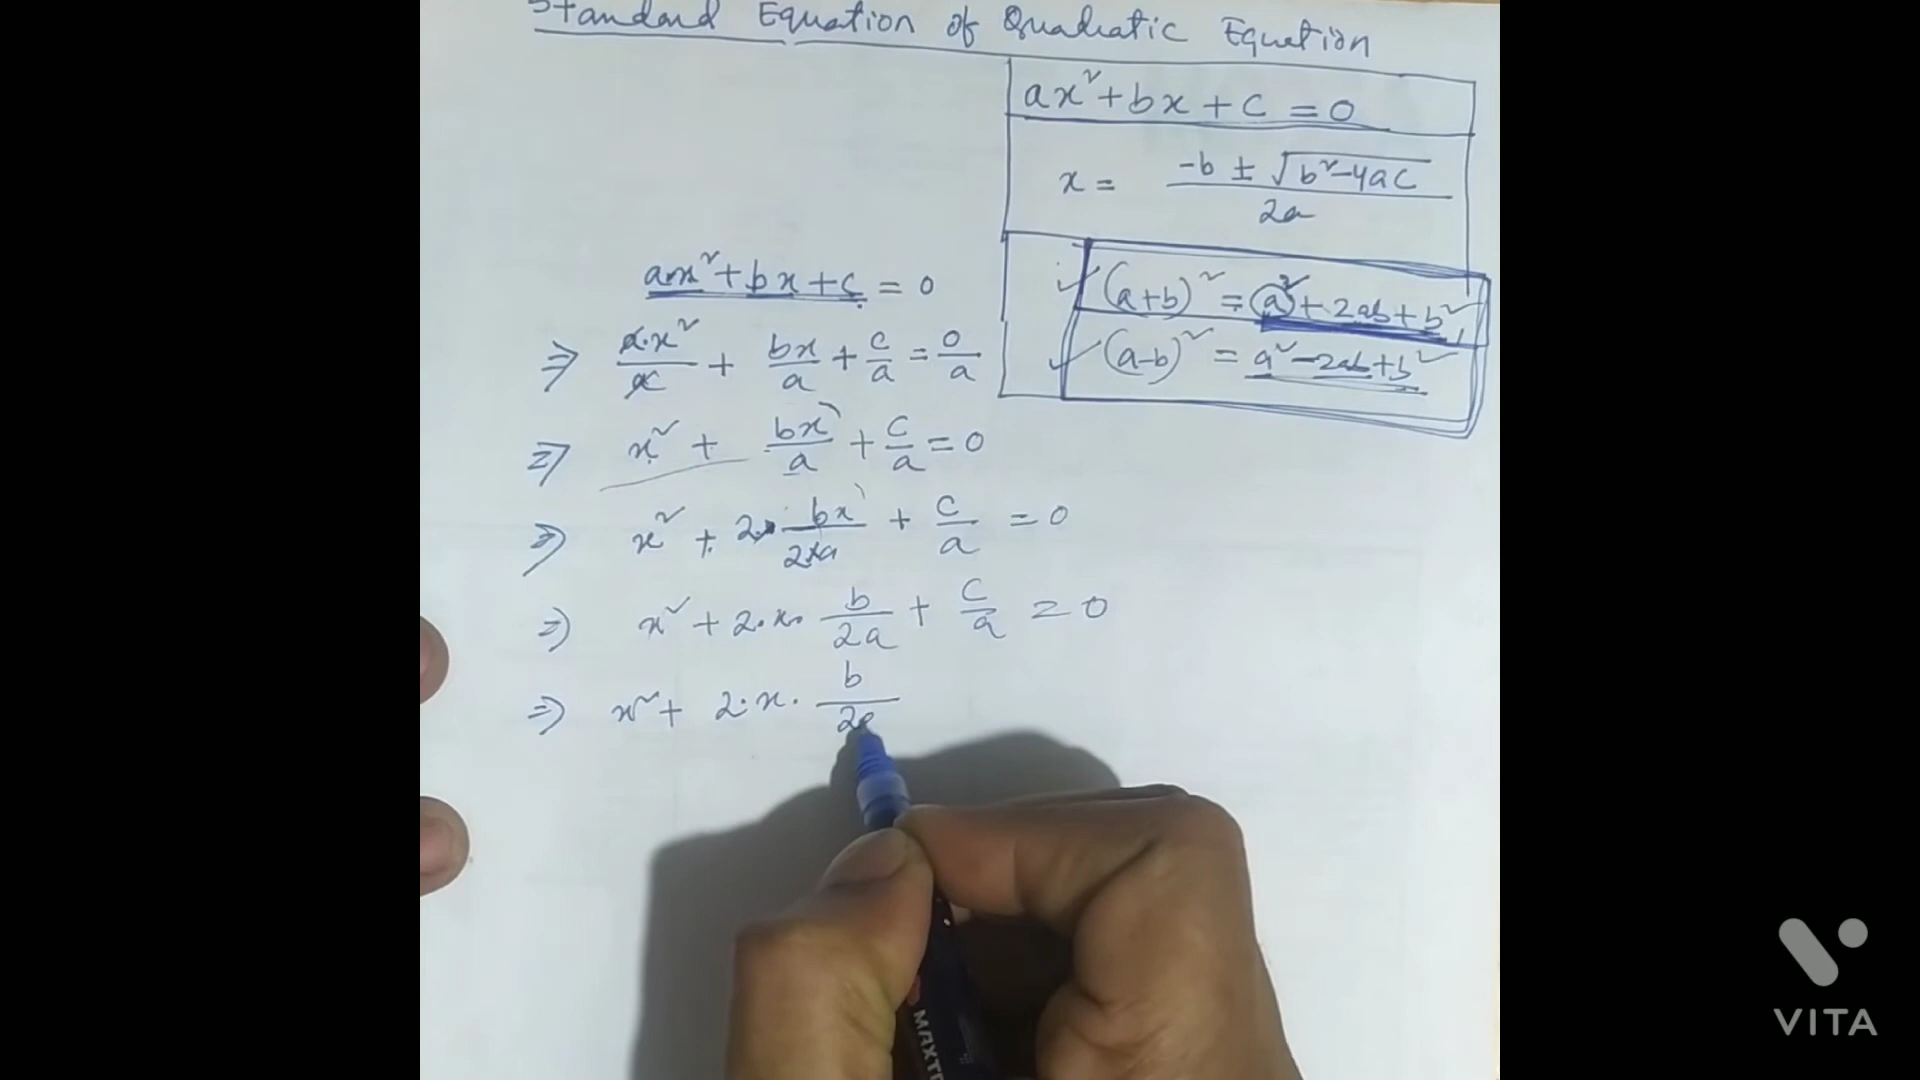 Standard Equation of Quadratic Equation
ax²+bx+c=0
x = -b ± √b²-4ac / 2a
(a+b)² = a²+2ab+b²
(a-b)² = a²-2ab+b²
ax²+bx+c = 0
⇒ a·x²/a + bx/a + c/a = 0/a
⇒ x² + bx/a + c/a = 0
⇒ x² + 2·bx/2×a + c/a = 0
⇒ x² + 2·x·b/2a + c/a = 0
⇒ x² + 2·x·b/2a
VITA